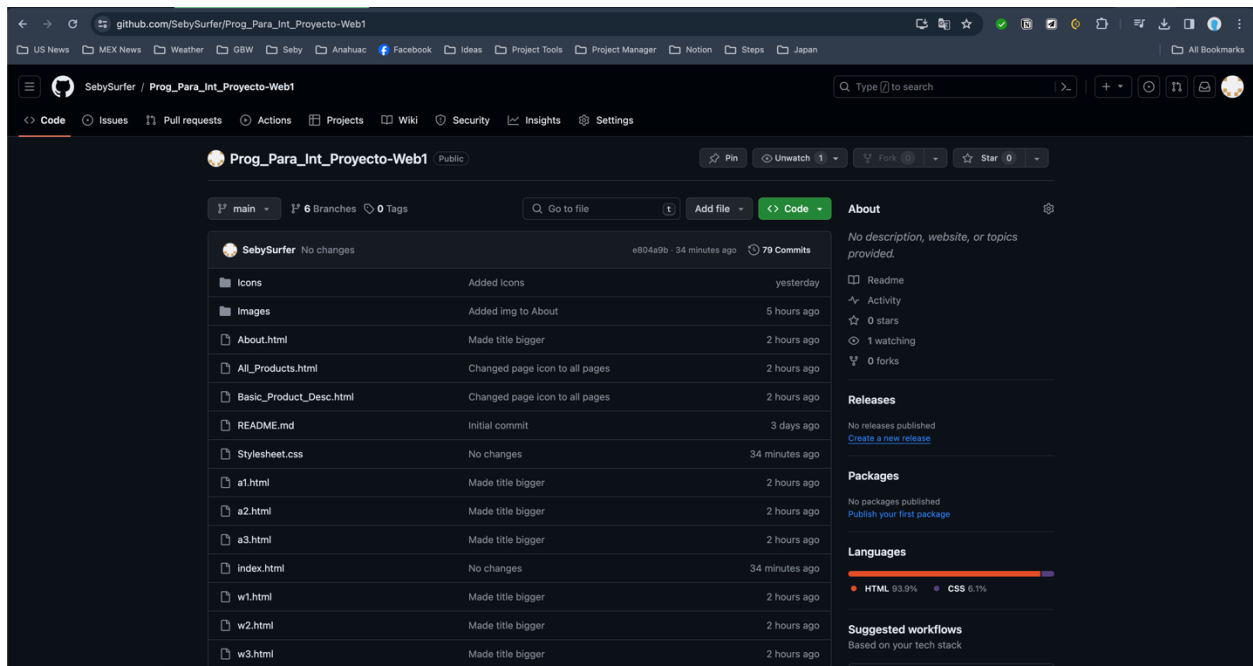 github.com/SebySurfer/Prog_Para_Int_Proyecto-Web1
US News MEX News Weather GBW Seby Anahuac Facebook Ideas Project Tools Project Manager Notion Steps Japan All Bookmarks
SebySurfer / Prog_Para_Int_Proyecto-Web1 Type / to search
Code Issues Pull requests Actions Projects Wiki Security Insights Settings
Prog_Para_Int_Proyecto-Web1 Public Pin Unwatch 1 Fork 0 Star 0
main 6 Branches 0 Tags Go to file t Add file Code
SebySurfer No changes e804a9b · 34 minutes ago 79 Commits
Icons Added Icons yesterday
Images Added img to About 5 hours ago
About.html Made title bigger 2 hours ago
All_Products.html Changed page icon to all pages 2 hours ago
Basic_Product_Desc.html Changed page icon to all pages 2 hours ago
README.md Initial commit 3 days ago
Stylesheet.css No changes 34 minutes ago
a1.html Made title bigger 2 hours ago
a2.html Made title bigger 2 hours ago
a3.html Made title bigger 2 hours ago
index.html No changes 34 minutes ago
w1.html Made title bigger 2 hours ago
w2.html Made title bigger 2 hours ago
w3.html Made title bigger 2 hours ago
About
No description, website, or topics
provided.
Readme
Activity
0 stars
1 watching
0 forks
Releases
No releases published
Create a new release
Packages
No packages published
Publish your first package
Languages
HTML 93.9% CSS 6.1%
Suggested workflows
Based on your tech stack